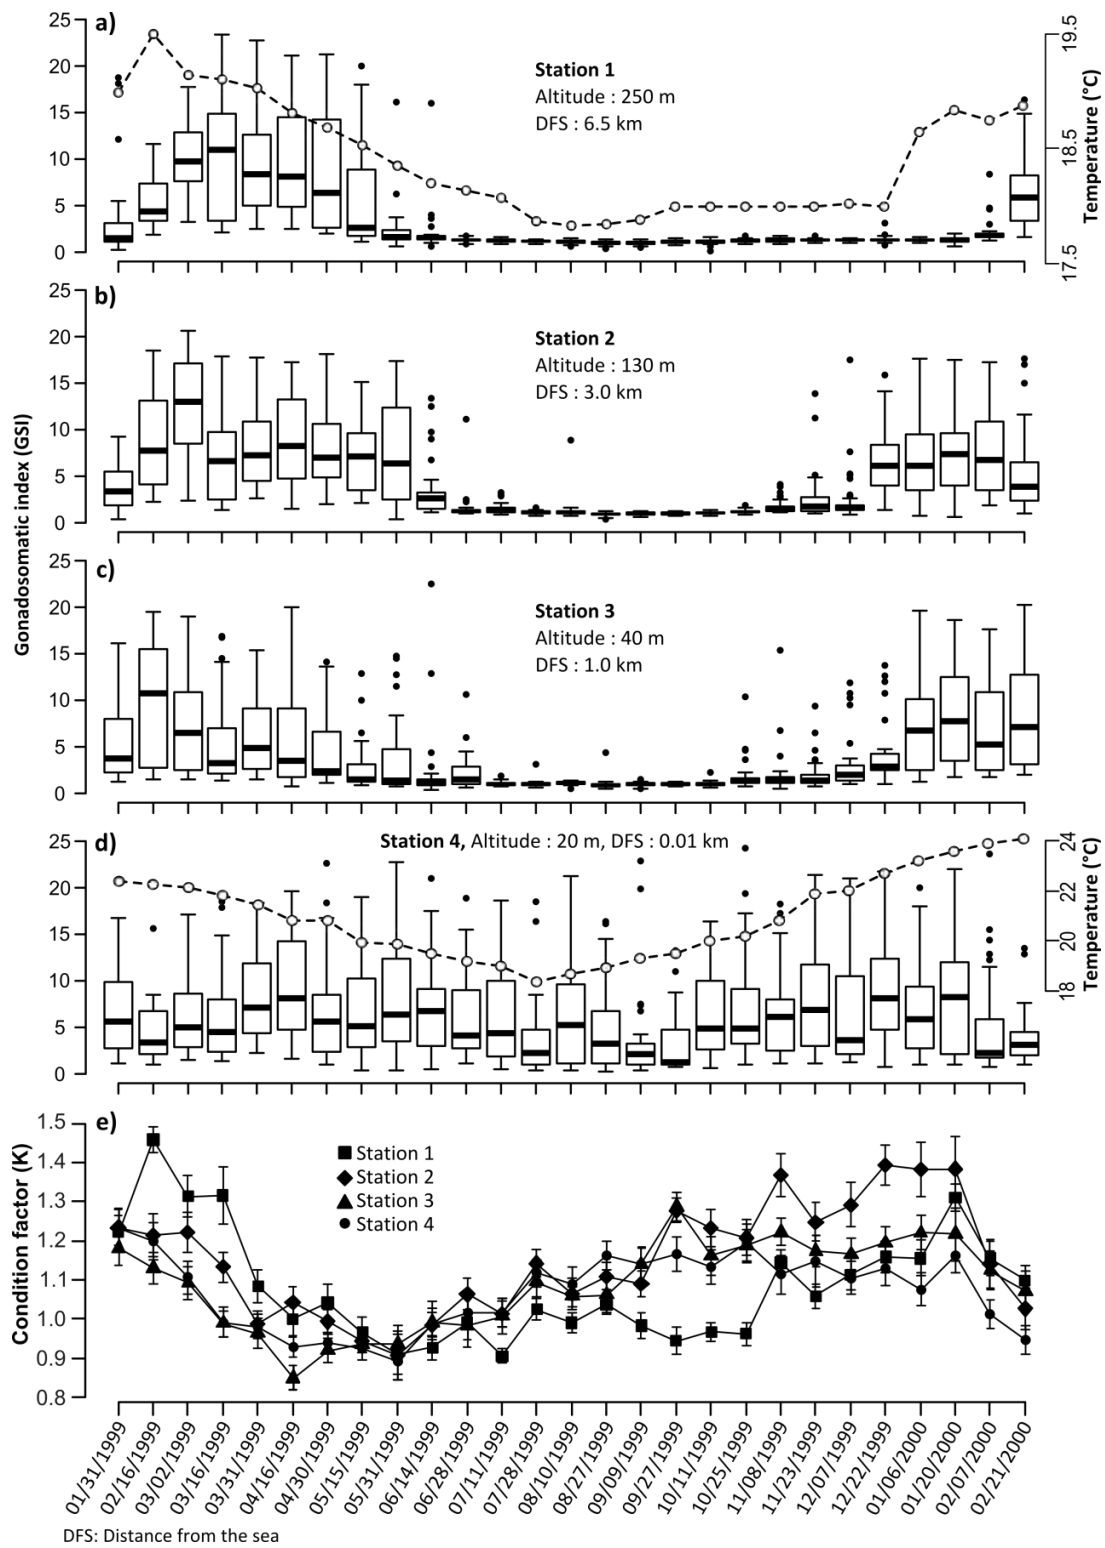 a)
25
20
15
10
5
0
Station 1
Altitude : 250 m
DFS : 6.5 km
19.5
18.5
17.5
Temperature (°C)
b)
25
20
15
10
5
0
Station 2
Altitude : 130 m
DFS : 3.0 km
Gonadosomatic index (GSI)
c)
25
20
15
10
5
0
Station 3
Altitude : 40 m
DFS : 1.0 km
d)
25
20
15
10
5
0
Station 4, Altitude : 20 m, DFS : 0.01 km
24
22
20
18
Temperature (°C)
e)
1.5
1.4
1.3
1.2
1.1
1.0
0.9
0.8
Condition factor (K)
Station 1
Station 2
Station 3
Station 4
01/31/1999
02/16/1999
03/02/1999
03/16/1999
03/31/1999
04/16/1999
04/30/1999
05/15/1999
05/31/1999
06/14/1999
06/28/1999
07/11/1999
07/28/1999
08/10/1999
08/27/1999
09/09/1999
09/27/1999
10/11/1999
10/25/1999
11/08/1999
11/23/1999
12/07/1999
12/22/1999
01/06/2000
01/20/2000
02/07/2000
02/21/2000
DFS: Distance from the sea